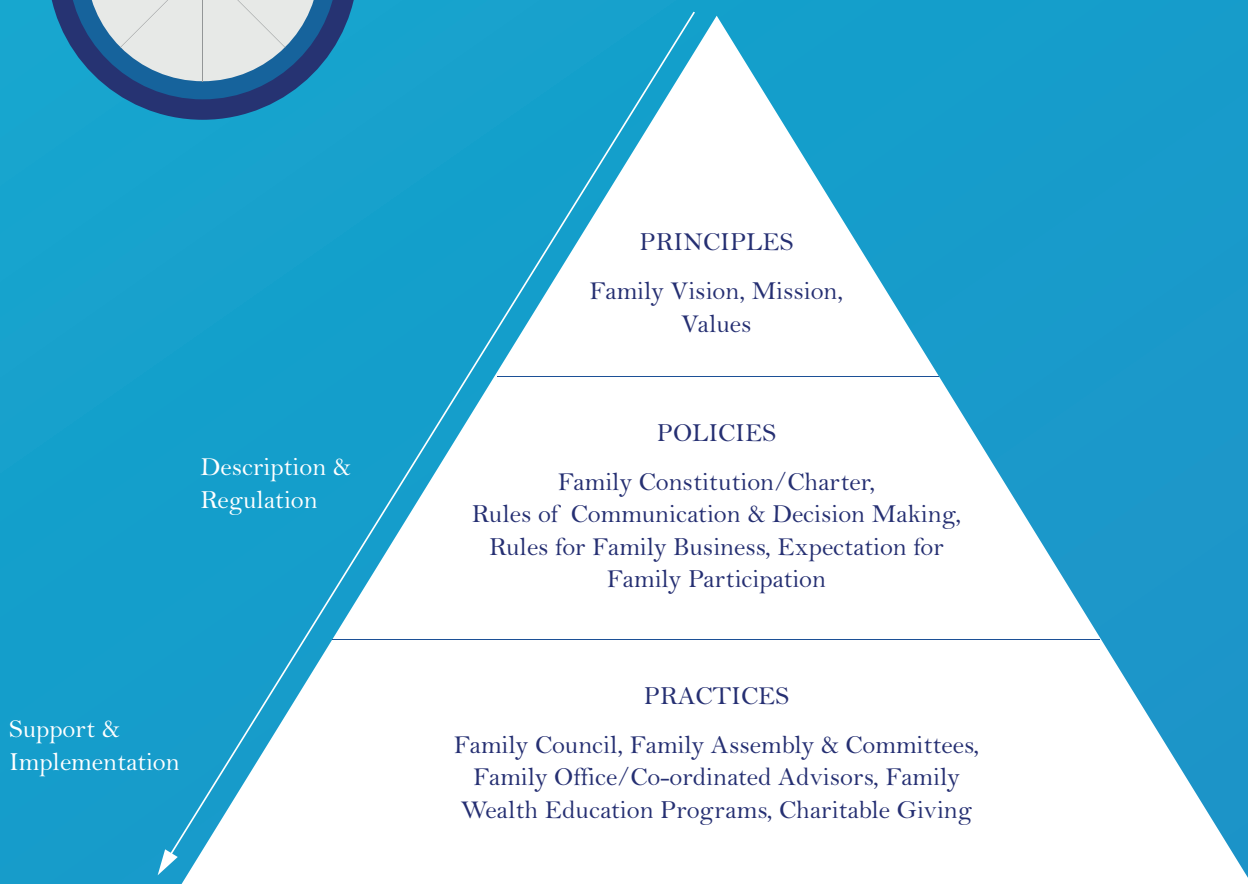 PRINCIPLES
Family Vision, Mission,
Values
Description &
Regulation
POLICIES
Family Constitution/Charter,
Rules of Communication & Decision Making,
Rules for Family Business, Expectation for
Family Participation
Support &
Implementation
PRACTICES
Family Council, Family Assembly & Committees,
Family Office/Co-ordinated Advisors, Family
Wealth Education Programs, Charitable Giving